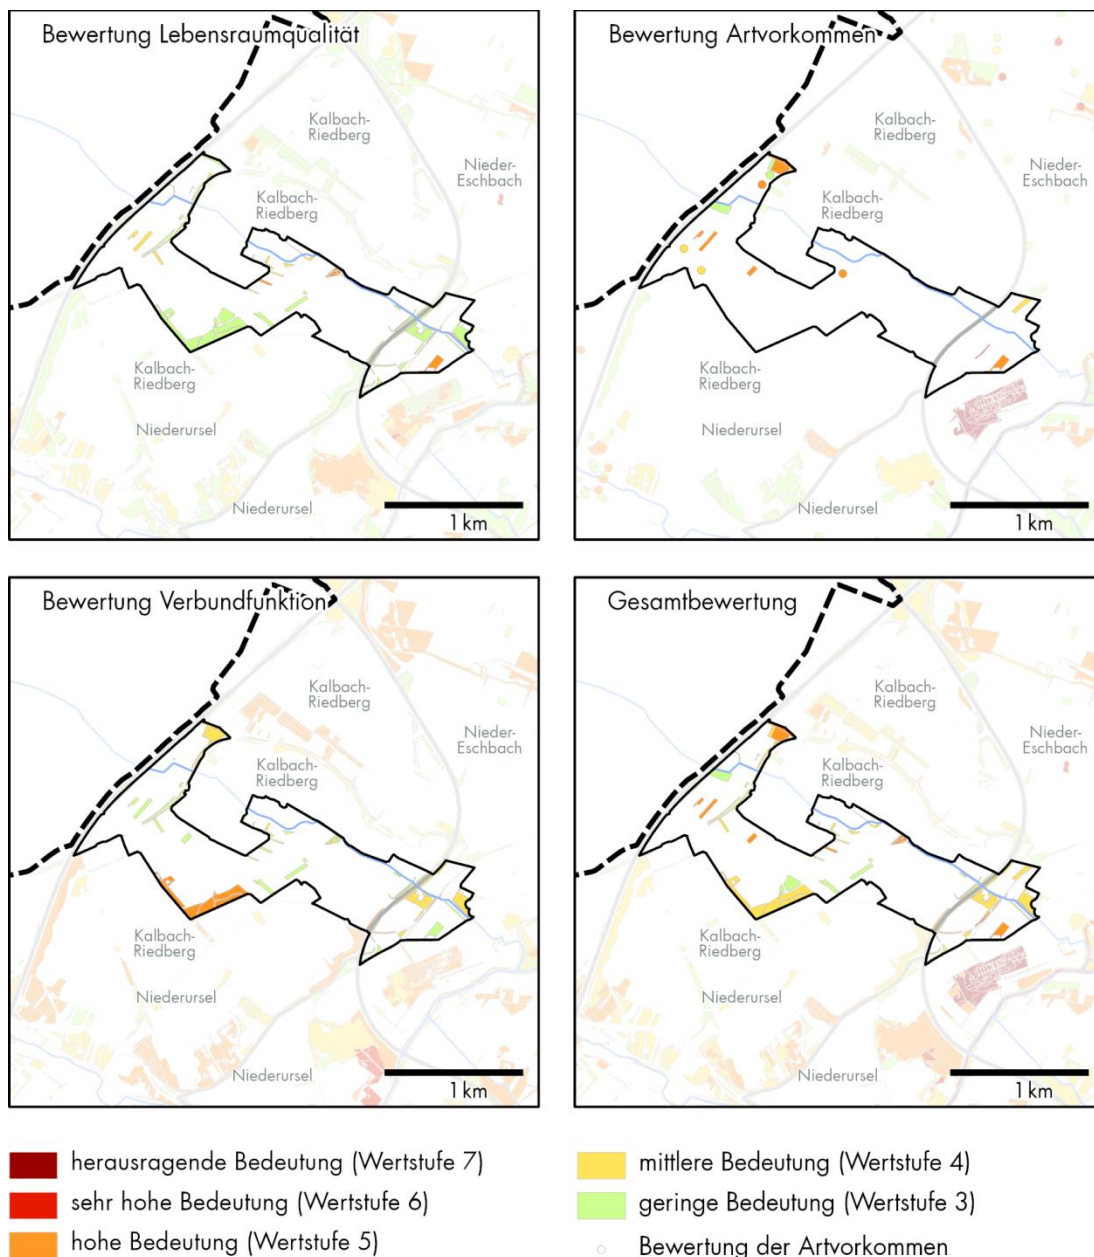 Bewertung Lebensraumqualität
Kalbach-
Riedberg
Nieder-
Eschbach
Kalbach-
Riedberg
Kalbach-
Riedberg
Niederursel
Niederursel
1 km
Bewertung Artvorkommen
Kalbach-
Riedberg
Nieder-
Eschbach
Kalbach-
Riedberg
Kalbach-
Riedberg
Niederursel
Niederursel
1 km
Bewertung Verbundfunktion
Kalbach-
Riedberg
Nieder-
Eschbach
Kalbach-
Riedberg
Kalbach-
Riedberg
Niederursel
Niederursel
1 km
Gesamtbewertung
Kalbach-
Riedberg
Nieder-
Eschbach
Kalbach-
Riedberg
Kalbach-
Riedberg
Niederursel
Niederursel
1 km
herausragende Bedeutung (Wertstufe 7)
sehr hohe Bedeutung (Wertstufe 6)
hohe Bedeutung (Wertstufe 5)
mittlere Bedeutung (Wertstufe 4)
geringe Bedeutung (Wertstufe 3)
Bewertung der Artvorkommen